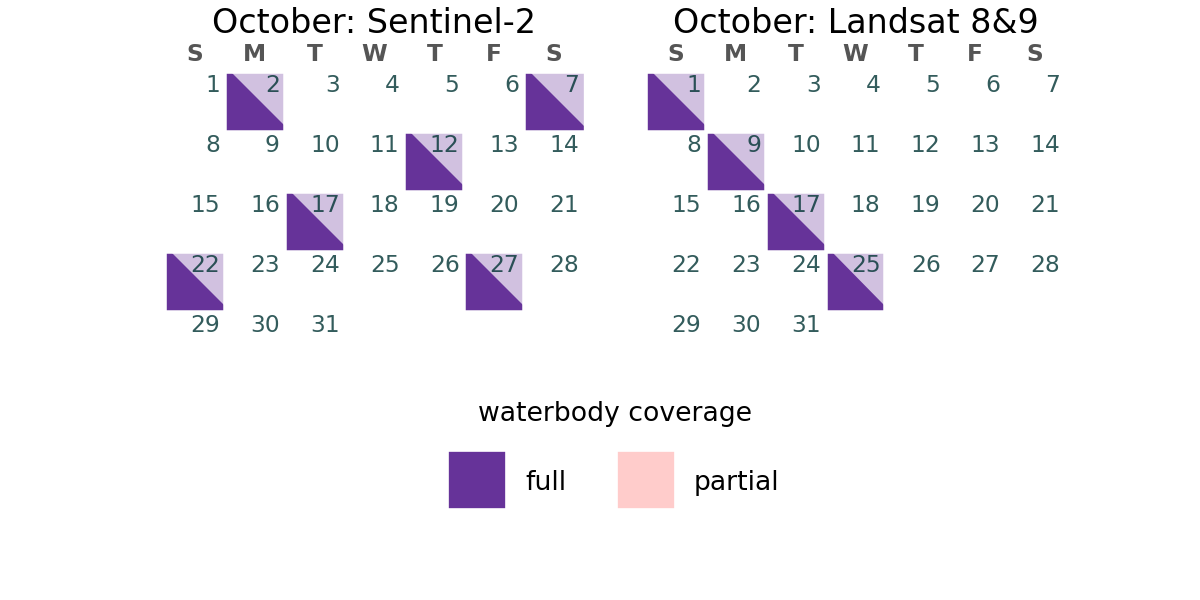 October: Sentinel-2
S M T W T F S
1 2 3 4 5 6 7
8 9 10 11 12 13 14
15 16 17 18 19 20 21
22 23 24 25 26 27 28
29 30 31
October: Landsat 8&9
S M T W T F S
1 2 3 4 5 6 7
8 9 10 11 12 13 14
15 16 17 18 19 20 21
22 23 24 25 26 27 28
29 30 31
waterbody coverage
full partial